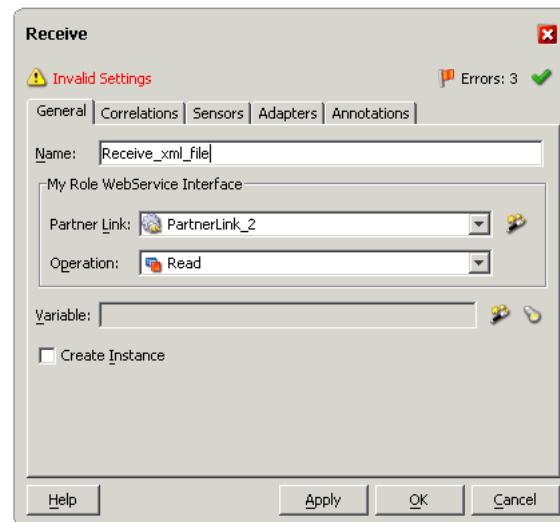 Receive
Invalid Settings Errors: 3
General Correlations Sensors Adapters Annotations
Name: Receive_xml_file
My Role WebService Interface
Partner Link: PartnerLink_2
Operation: Read
Variable:
Create Instance
Help Apply OK Cancel